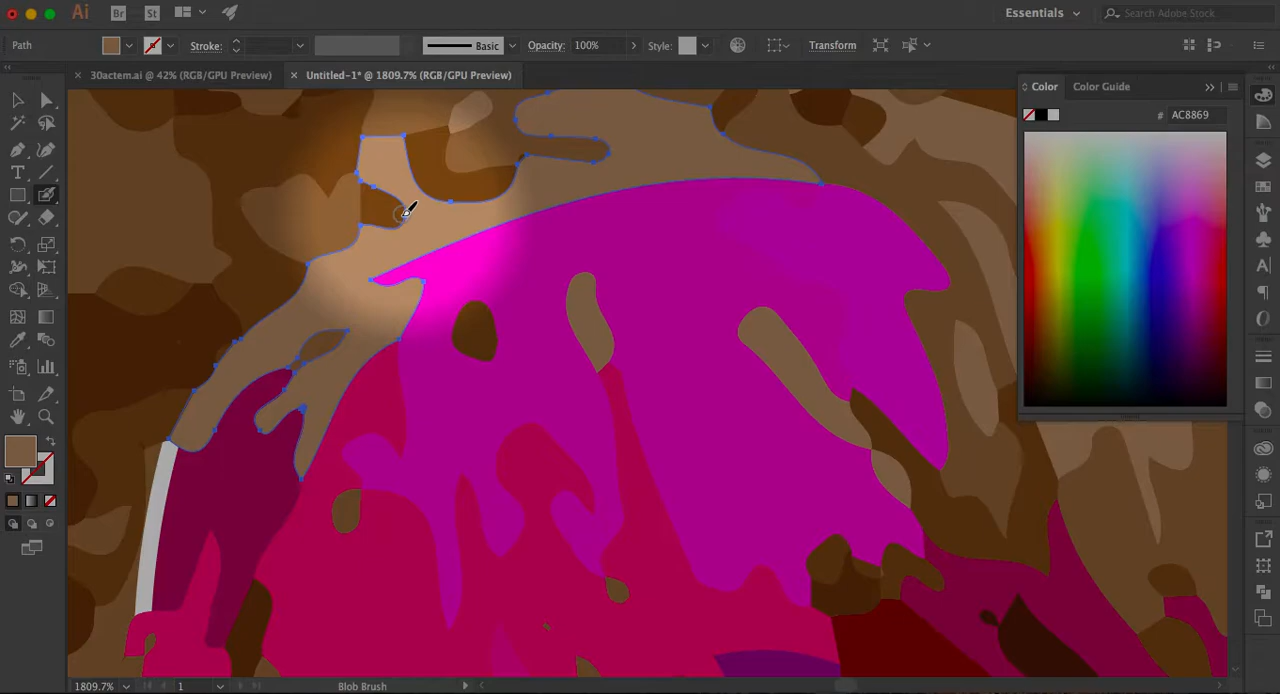 Ai Br St Essentials Search Adobe Stock
Path Stroke: Basic Opacity: 100% Style: Transform
× 30actem.ai @ 42% (RGB/GPU Preview) × Untitled-1* @ 1809.7% (RGB/GPU Preview)
Color Color Guide
# AC8869
1809.7% 1 Blob Brush